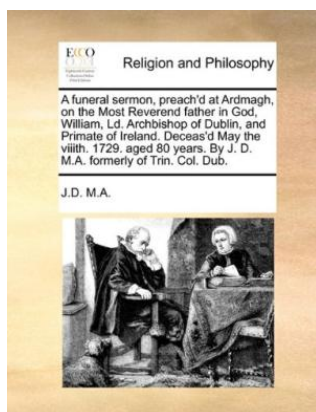 ECCO
Religion and Philosophy
A funeral sermon, preach'd at Ardmagh,
on the Most Reverend father in God,
William, Ld. Archbishop of Dublin, and
Primate of Ireland. Deceas'd May the
viiith. 1729. aged 80 years. By J. D.
M.A. formerly of Trin. Col. Dub.
J.D. M.A.